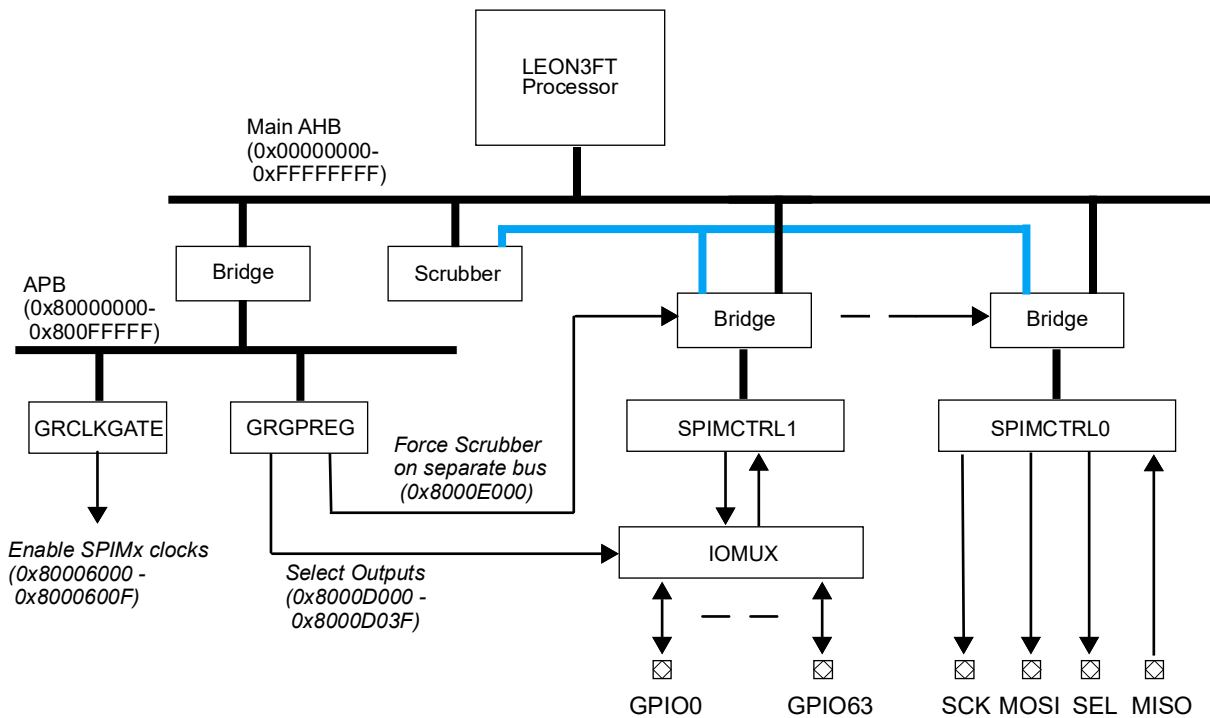 LEON3FT
Processor
Main AHB
(0x00000000-
0xFFFFFFFFF)
Bridge
Scrubber
APB
(0x80000000-
0x800FFFFF)
Bridge
Bridge
GRCLKGATE
GRGPREG
SPIMCTRL1
SPIMCTRL0
Force Scrubber
on separate bus
(0x8000E000)
Enable SPIMx clocks
(0x80006000 -
0x8000600F)
Select Outputs
(0x8000D000 -
0x8000D03F)
IOMUX
GPIO0
GPIO63
SCK
MOSI
SEL
MISO